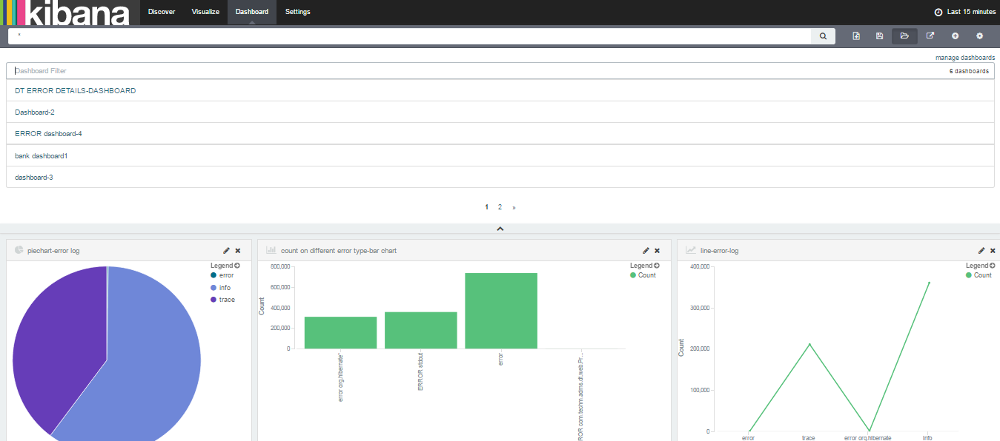 kibana Discover Visualize Dashboard Settings Last 15 minutes
*
manage dashboards
Dashboard Filter 6 dashboards
DT ERROR DETAILS-DASHBOARD
Dashboard-2
ERROR dashboard-4
bank dashboard1
dashboard-3
1 2 »
piechart-error log
Legend
error
info
trace
count on different error type-bar chart
Legend
Count
Count
800,000
600,000
400,000
200,000
0
error org.hibernate"
ERROR stdout
error
ROR com.techm.adms.dt.web.Pr...
line-error-log
Legend
Count
Count
400,000
300,000
200,000
100,000
0
error
trace
error org.hibernate
info